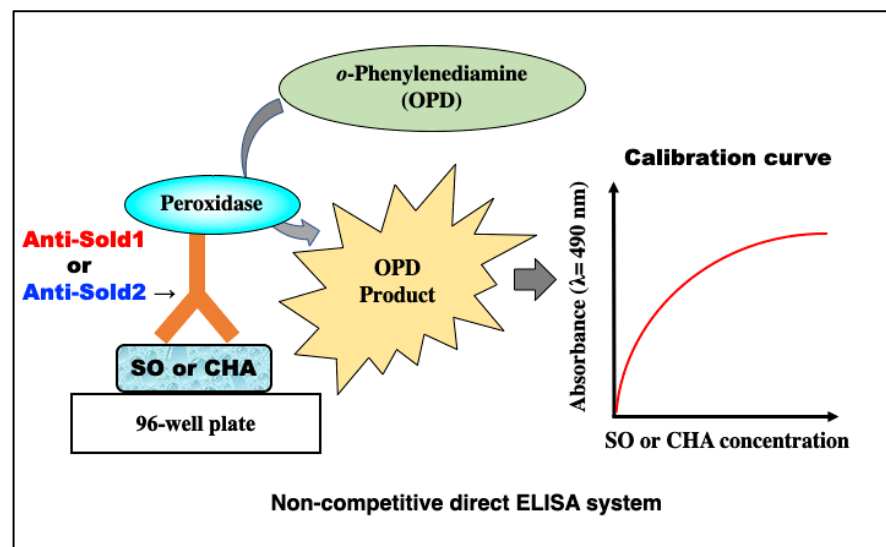 o-Phenylenediamine
(OPD)
Peroxidase
Anti-Sold1
or
Anti-Sold2 →
SO or CHA
96-well plate
OPD
Product
Calibration curve
Absorbance (λ= 490 nm)
SO or CHA concentration
Non-competitive direct ELISA system